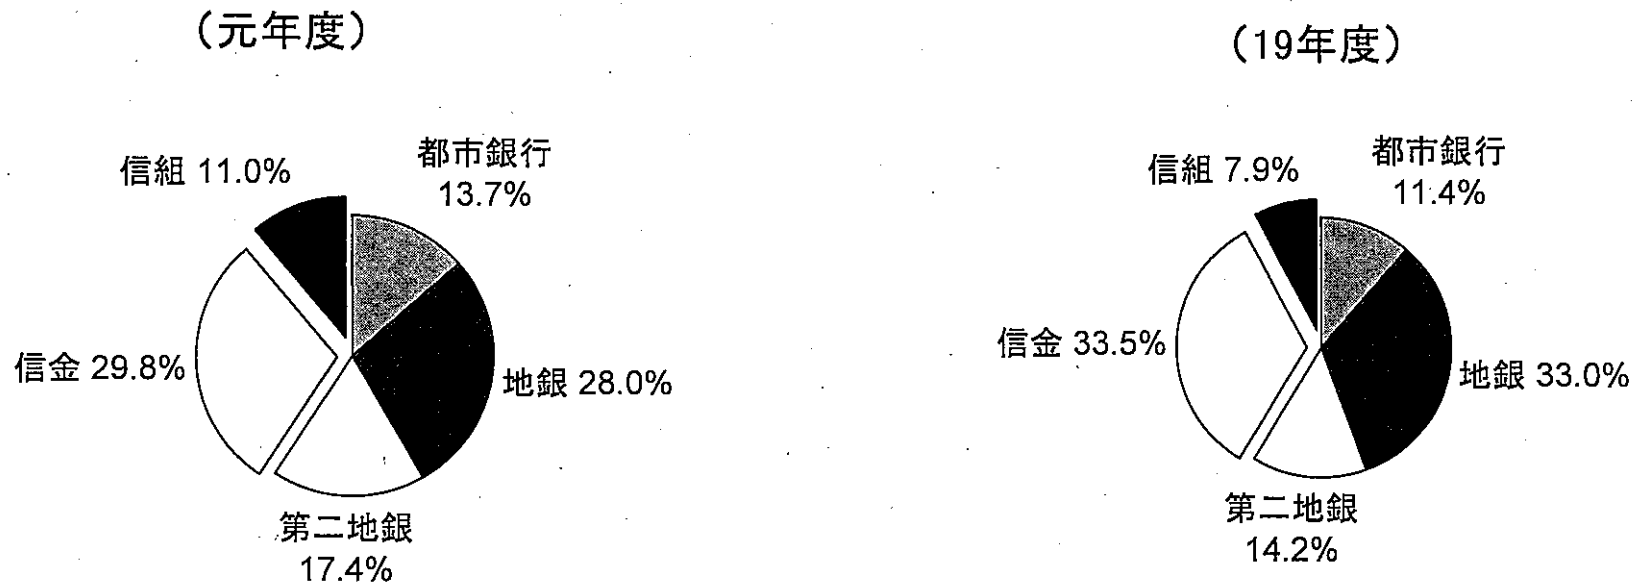 (元年度)
信組 11.0%
都市銀行
13.7%
信金 29.8%
地銀 28.0%
第二地銀
17.4%
(19年度)
信組 7.9%
都市銀行
11.4%
信金 33.5%
地銀 33.0%
第二地銀
14.2%